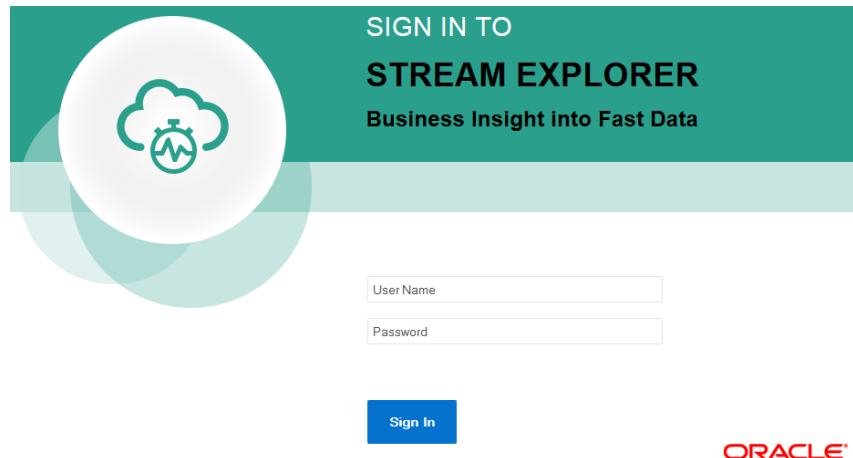 SIGN IN TO
STREAM EXPLORER
Business Insight into Fast Data
User Name
Password
Sign In
ORACLE®